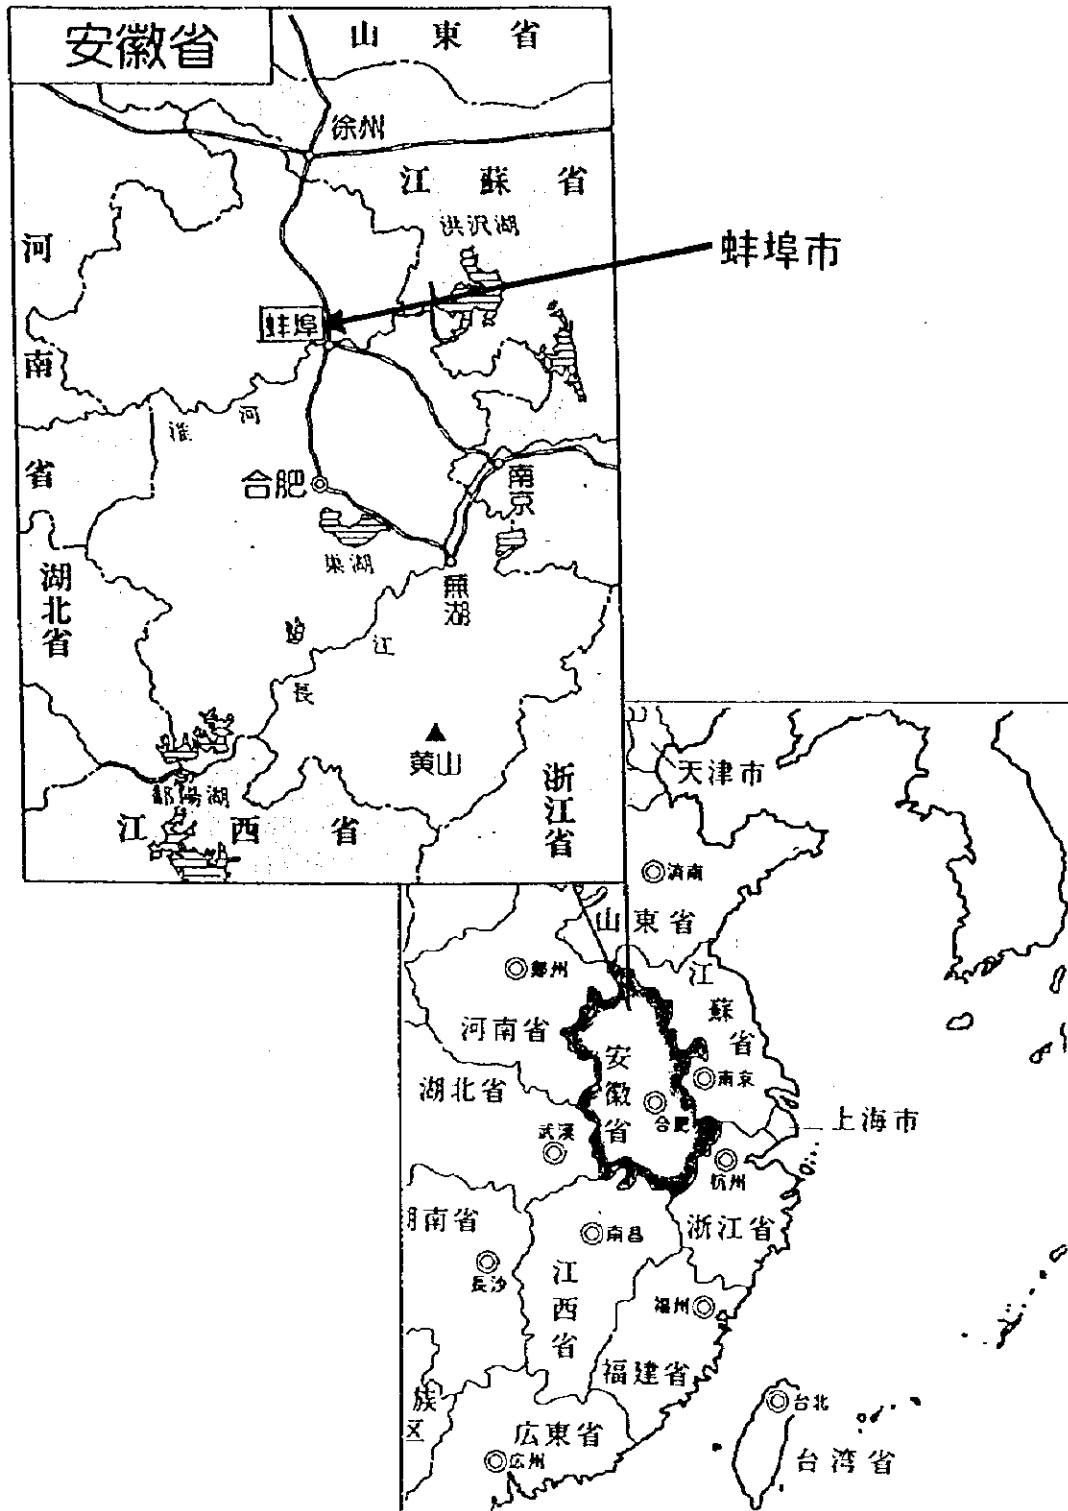 安徽省
山東省
徐州
江蘇省
洪沢湖
蚌埠市
河南省
蚌埠
淮河
合肥
南京
巣湖
蕪湖
湖北省
長江
黄山
鄱陽湖
江西省
浙江省
天津市
済南
山東省
鄭州
江蘇省
河南省
安徽省
南京
湖北省
合肥
上海市
武漢
杭州
南省
南昌
浙江省
長沙
江西省
福州
福建省
族
区
台北
広東省
広州
台湾省